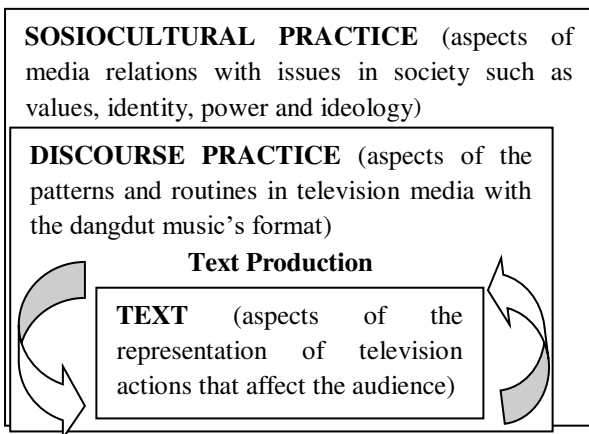 SOSIOCULTURAL PRACTICE (aspects of
media relations with issues in society such as
values, identity, power and ideology)
DISCOURSE PRACTICE (aspects of the
patterns and routines in television media with
the dangdut music's format)
Text Production
TEXT (aspects of the
representation of television
actions that affect the audience)